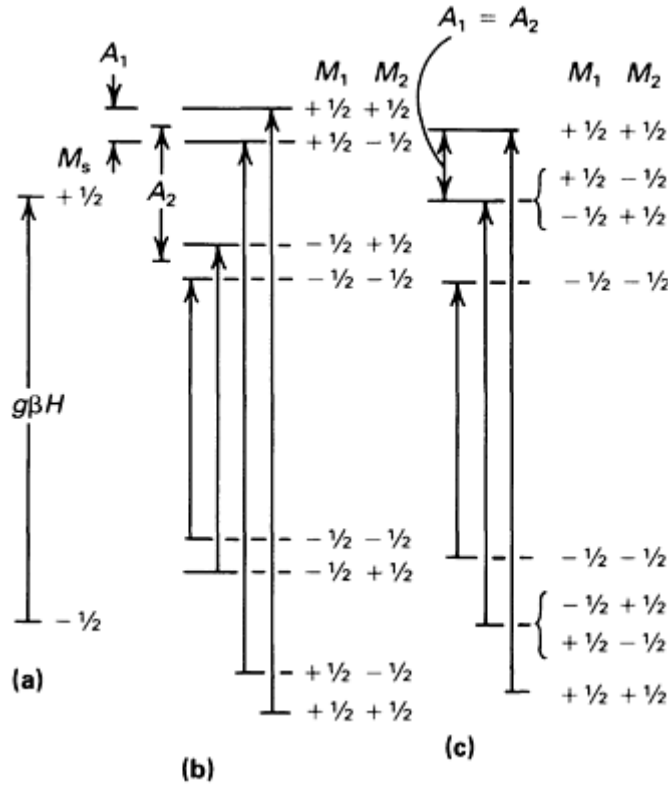 A₁
M₁ M₂
+ ½ + ½
+ ½ − ½
Mₛ
+ ½
A₂
− ½ + ½
− ½ − ½
gβH
− ½ − ½
− ½ + ½
− ½
+ ½ − ½
+ ½ + ½
(a)
(b)
A₁ = A₂
M₁ M₂
+ ½ + ½
+ ½ − ½
− ½ + ½
− ½ − ½
− ½ − ½
− ½ + ½
+ ½ − ½
+ ½ + ½
(c)